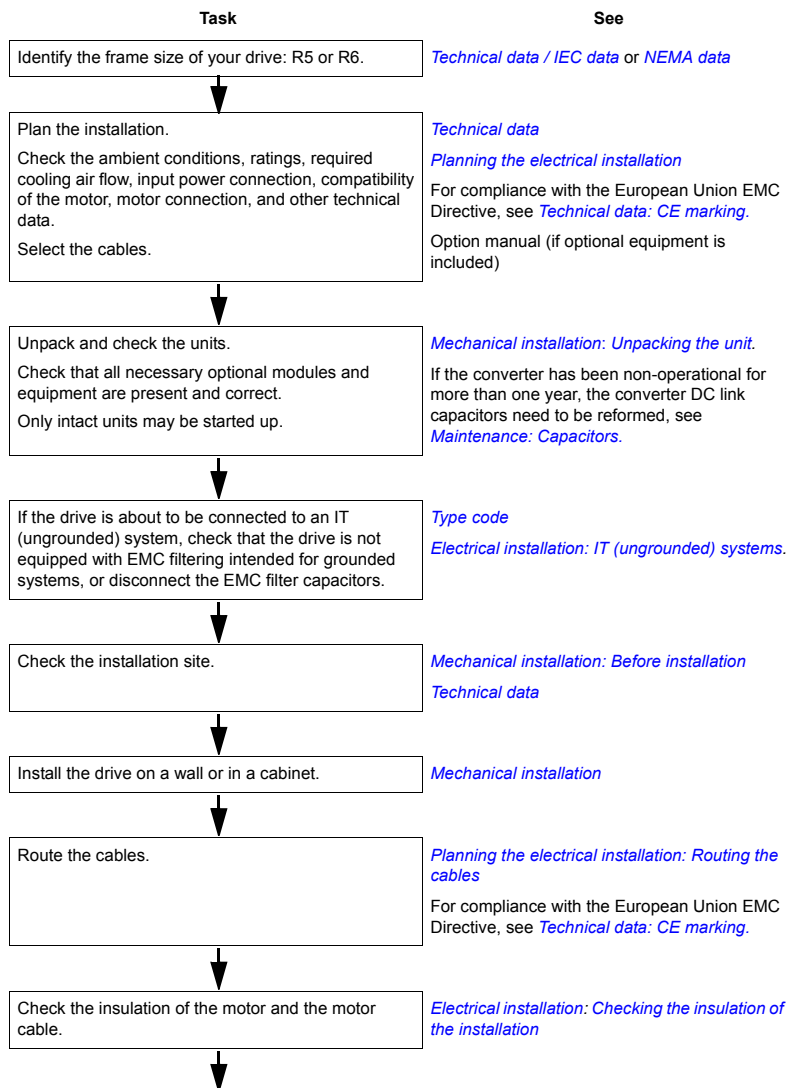 Task
See
Identify the frame size of your drive: R5 or R6.
Technical data / IEC data or NEMA data
Plan the installation.
Check the ambient conditions, ratings, required
cooling air flow, input power connection, compatibility
of the motor, motor connection, and other technical
data.
Select the cables.
Technical data
Planning the electrical installation
For compliance with the European Union EMC
Directive, see Technical data: CE marking.
Option manual (if optional equipment is
included)
Unpack and check the units.
Check that all necessary optional modules and
equipment are present and correct.
Only intact units may be started up.
Mechanical installation: Unpacking the unit.
If the converter has been non-operational for
more than one year, the converter DC link
capacitors need to be reformed, see
Maintenance: Capacitors.
If the drive is about to be connected to an IT
(ungrounded) system, check that the drive is not
equipped with EMC filtering intended for grounded
systems, or disconnect the EMC filter capacitors.
Type code
Electrical installation: IT (ungrounded) systems.
Check the installation site.
Mechanical installation: Before installation
Technical data
Install the drive on a wall or in a cabinet.
Mechanical installation
Route the cables.
Planning the electrical installation: Routing the
cables
For compliance with the European Union EMC
Directive, see Technical data: CE marking.
Check the insulation of the motor and the motor
cable.
Electrical installation: Checking the insulation of
the installation